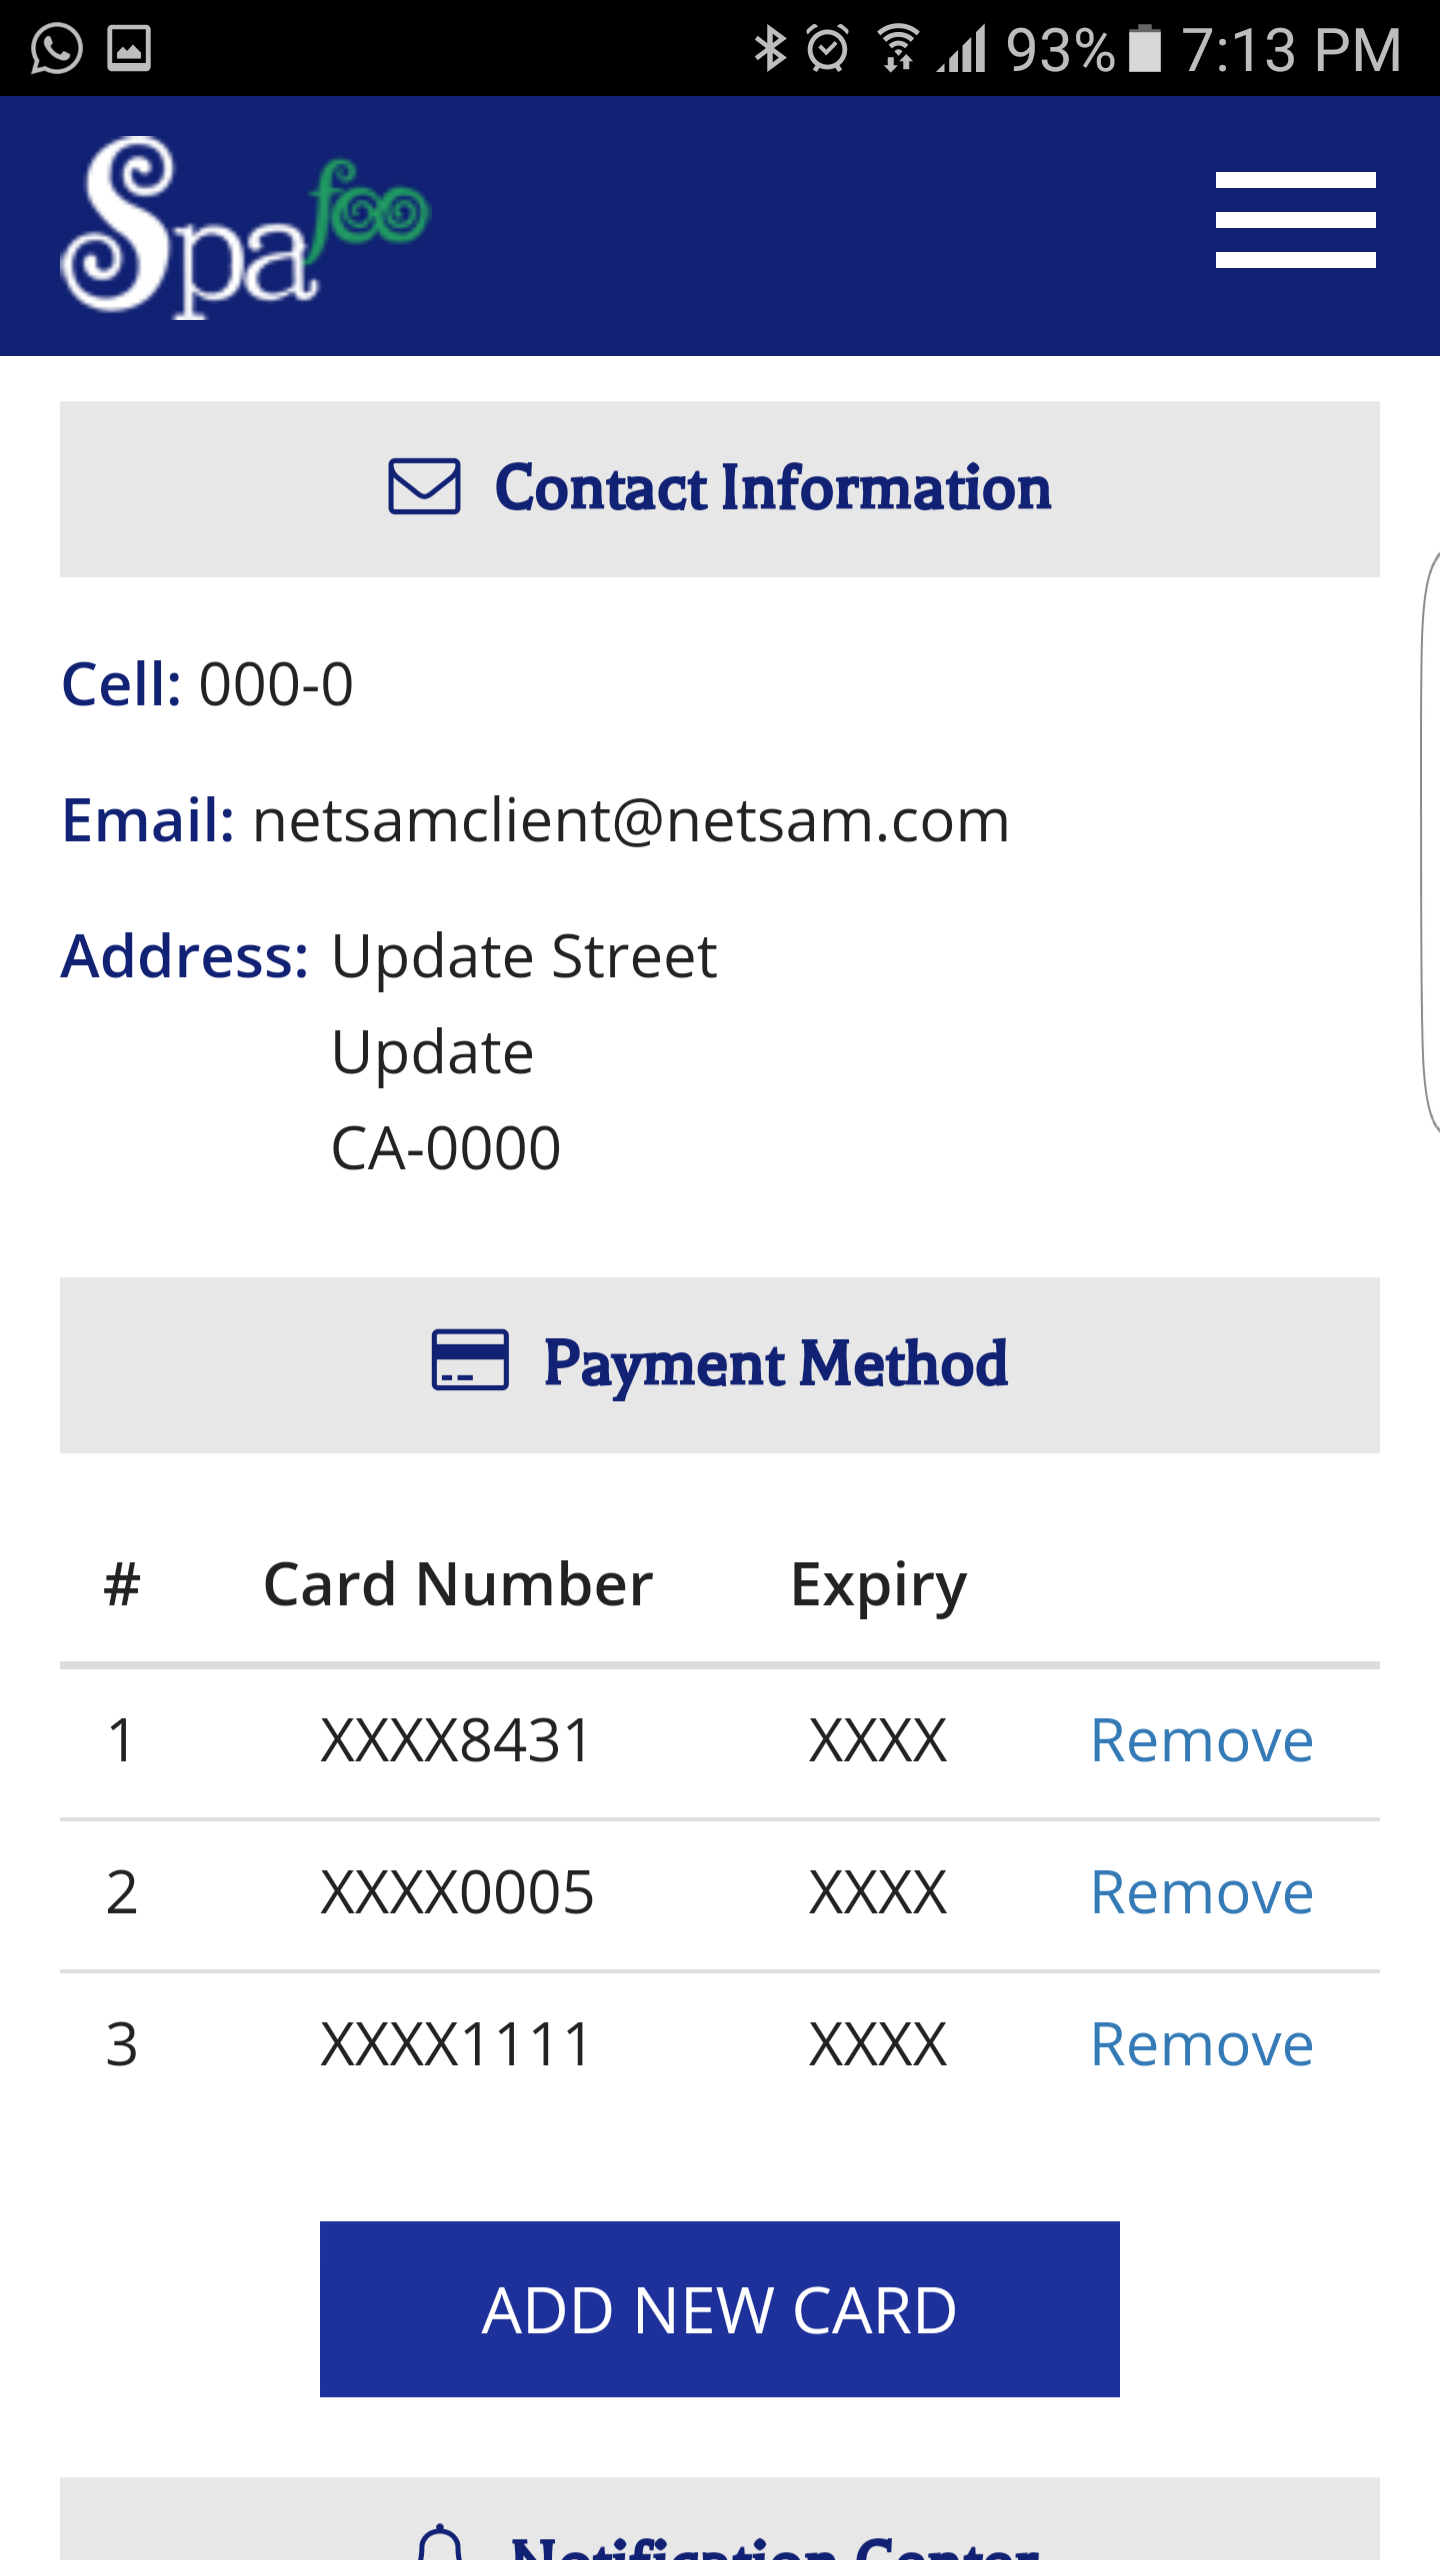 93% 7:13 PM
Spafoo
Contact Information
Cell: 000-0
Email: netsamclient@netsam.com
Address: Update Street
Update
CA-0000
Payment Method
# Card Number Expiry
1 XXXX8431 XXXX Remove
2 XXXX0005 XXXX Remove
3 XXXX1111 XXXX Remove
ADD NEW CARD
Notification Center